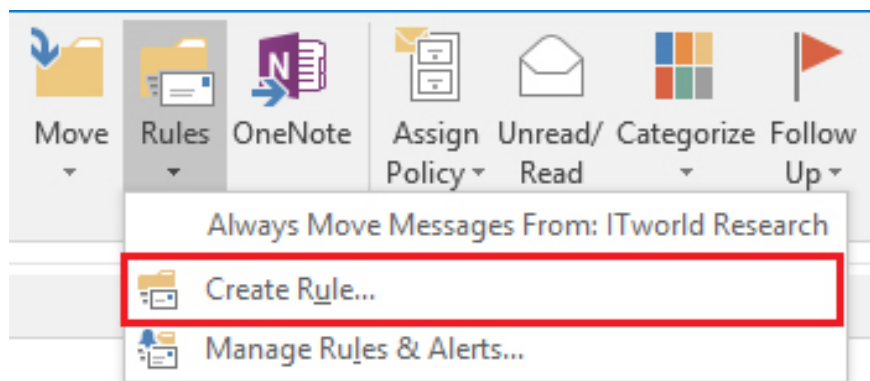 Move
Rules
OneNote
Assign
Policy
Unread/
Read
Categorize
Follow
Up
Always Move Messages From: ITworld Research
Create Rule...
Manage Rules & Alerts...